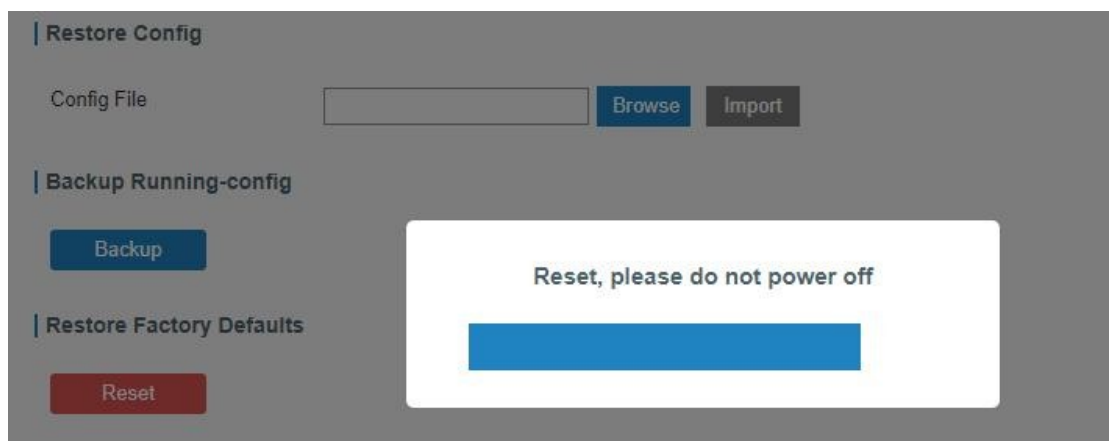 Restore Config
Config File
Browse
Import
Backup Running-config
Backup
Reset, please do not power off
Restore Factory Defaults
Reset